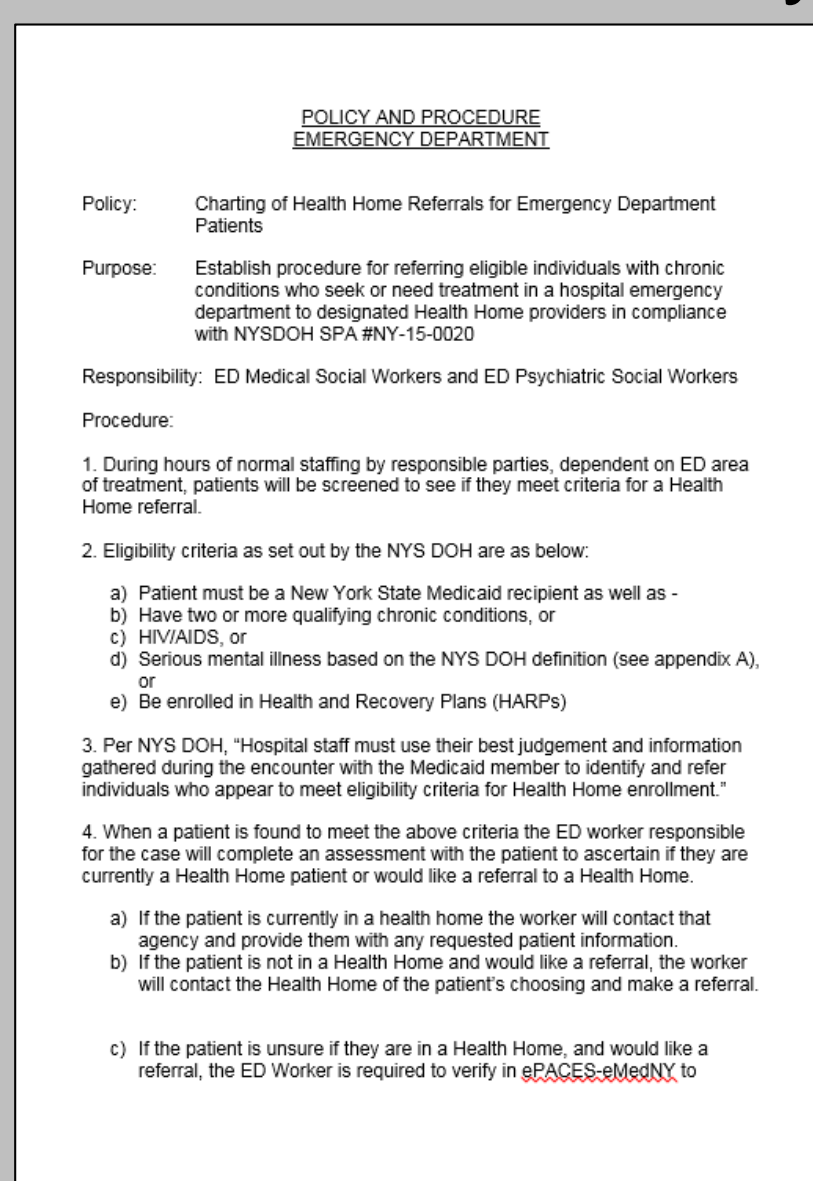 POLICY AND PROCEDURE
EMERGENCY DEPARTMENT
Policy: Charting of Health Home Referrals for Emergency Department
Patients
Purpose: Establish procedure for referring eligible individuals with chronic
conditions who seek or need treatment in a hospital emergency
department to designated Health Home providers in compliance
with NYSDOH SPA #NY-15-0020
Responsibility: ED Medical Social Workers and ED Psychiatric Social Workers
Procedure:
1. During hours of normal staffing by responsible parties, dependent on ED area
of treatment, patients will be screened to see if they meet criteria for a Health
Home referral.
2. Eligibility criteria as set out by the NYS DOH are as below:
a) Patient must be a New York State Medicaid recipient as well as -
b) Have two or more qualifying chronic conditions, or
c) HIV/AIDS, or
d) Serious mental illness based on the NYS DOH definition (see appendix A),
or
e) Be enrolled in Health and Recovery Plans (HARPs)
3. Per NYS DOH, “Hospital staff must use their best judgement and information
gathered during the encounter with the Medicaid member to identify and refer
individuals who appear to meet eligibility criteria for Health Home enrollment.”
4. When a patient is found to meet the above criteria the ED worker responsible
for the case will complete an assessment with the patient to ascertain if they are
currently a Health Home patient or would like a referral to a Health Home.
a) If the patient is currently in a health home the worker will contact that
agency and provide them with any requested patient information.
b) If the patient is not in a Health Home and would like a referral, the worker
will contact the Health Home of the patient's choosing and make a referral.
c) If the patient is unsure if they are in a Health Home, and would like a
referral, the ED Worker is required to verify in ePACES-eMedNY to